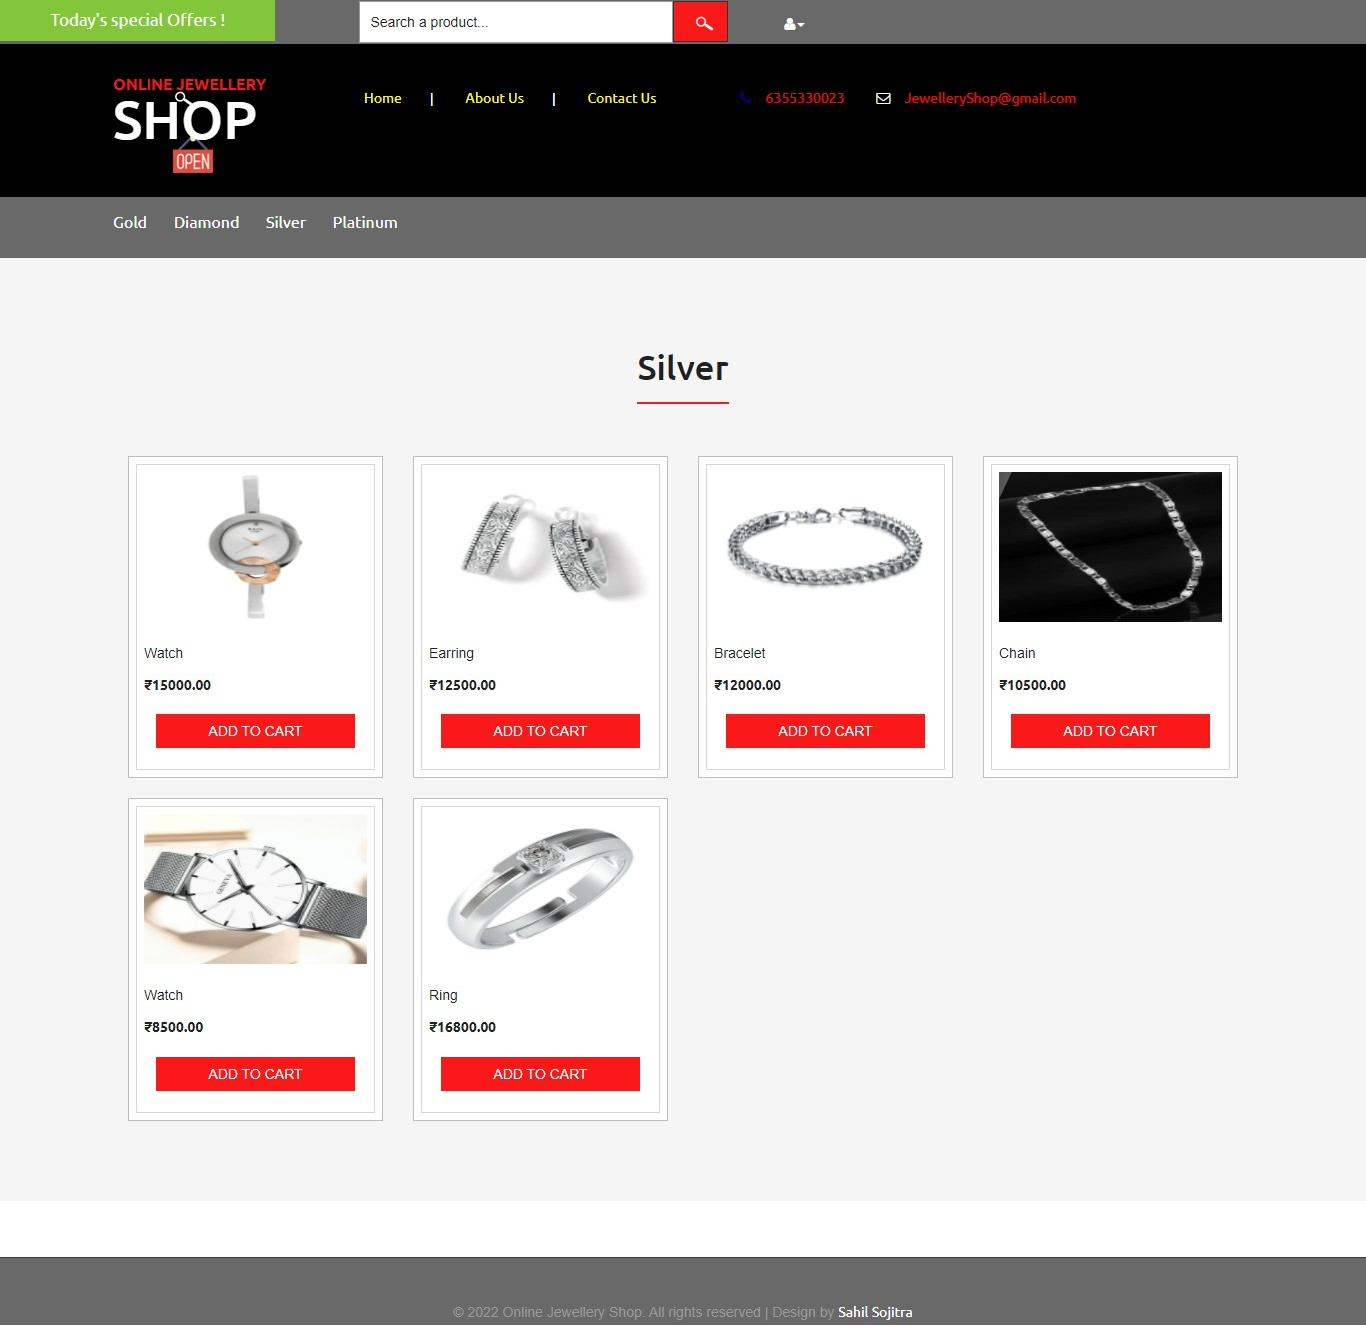 Today's special Offers !
Search a product...
ONLINE JEWELLERY
SHOP
OPEN
Home | About Us | Contact Us
6355330023
JewelleryShop@gmail.com
Gold Diamond Silver Platinum
Silver
Watch
₹15000.00
ADD TO CART
Earring
₹12500.00
ADD TO CART
Bracelet
₹12000.00
ADD TO CART
Chain
₹10500.00
ADD TO CART
GENEVA
Watch
₹8500.00
ADD TO CART
Ring
₹16800.00
ADD TO CART
© 2022 Online Jewellery Shop. All rights reserved | Design by Sahil Sojitra